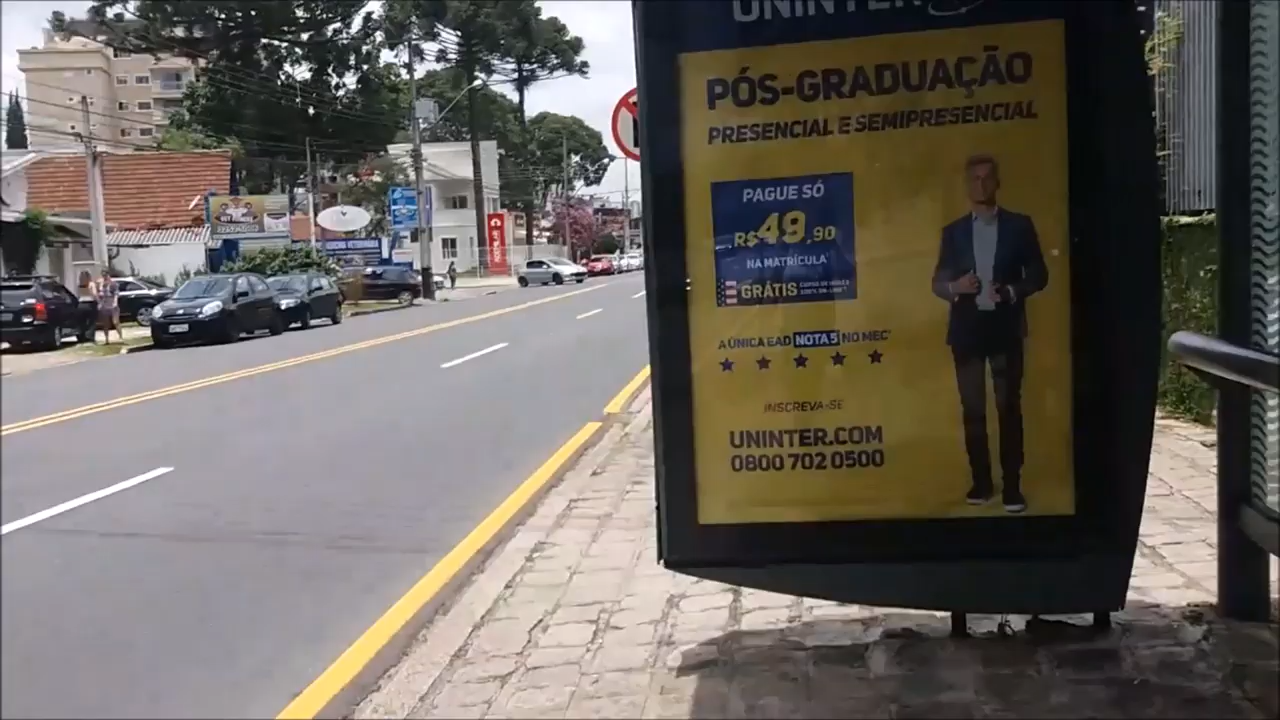 UNINTER
PÓS-GRADUAÇÃO
PRESENCIAL E SEMIPRESENCIAL
PAGUE SÓ
R$49,90
NA MATRÍCULA
GRÁTIS
A ÚNICA EAD NOTA 5 NO MEC*
INSCREVA-SE
UNINTER.COM
0800 702 0500